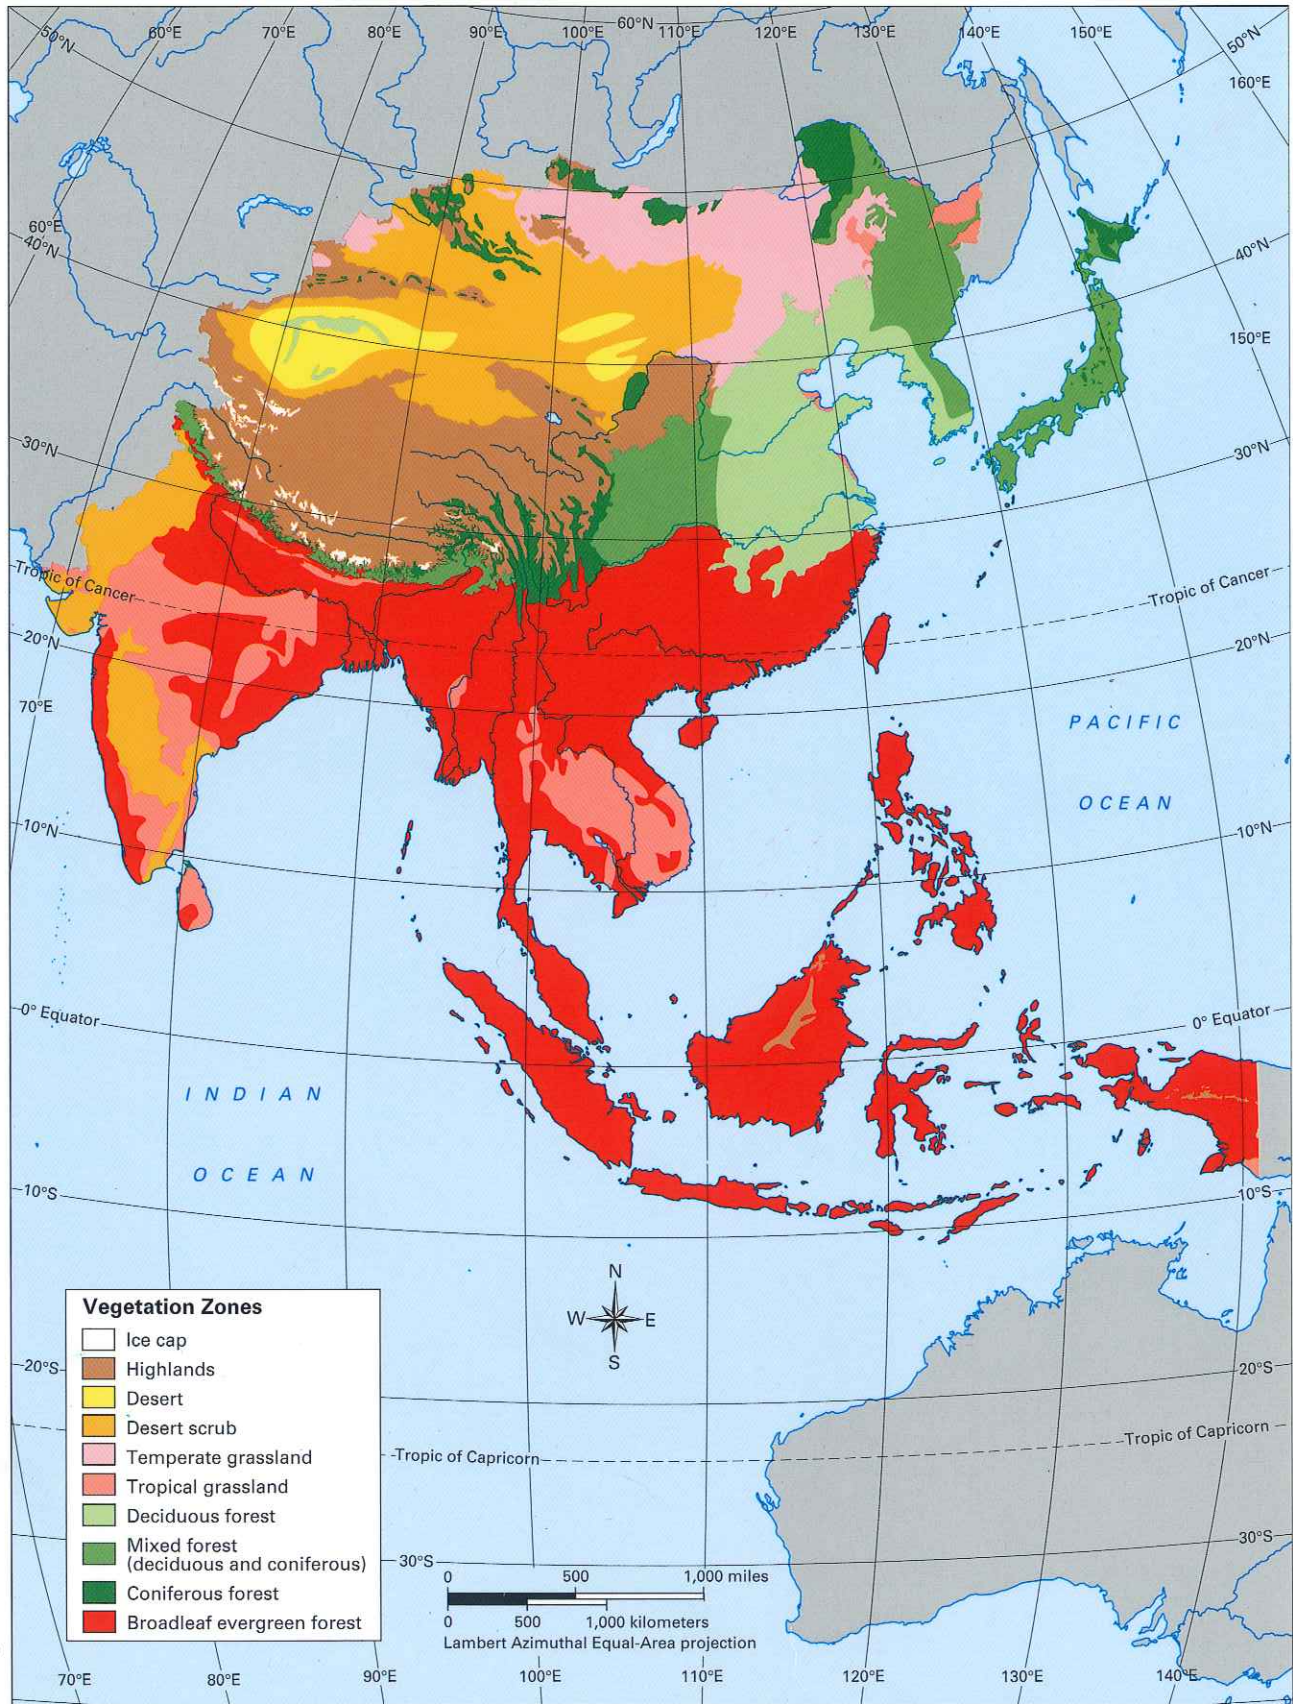 60°N
50°N
60°E
70°E
80°E
90°E
100°E
110°E
120°E
130°E
140°E
150°E
50°N
160°E
60°E
40°N
40°N
150°E
30°N
30°N
Tropic of Cancer
Tropic of Cancer
20°N
20°N
70°E
PACIFIC
OCEAN
10°N
10°N
0° Equator
0° Equator
INDIAN
OCEAN
10°S
10°S
N
W E
S
Vegetation Zones
Ice cap
Highlands
Desert
Desert scrub
Temperate grassland
Tropical grassland
Deciduous forest
Mixed forest
(deciduous and coniferous)
Coniferous forest
Broadleaf evergreen forest
20°S
20°S
Tropic of Capricorn
Tropic of Capricorn
30°S
30°S
0 500 1,000 miles
0 500 1,000 kilometers
Lambert Azimuthal Equal-Area projection
70°E
80°E
90°E
100°E
110°E
120°E
130°E
140°E